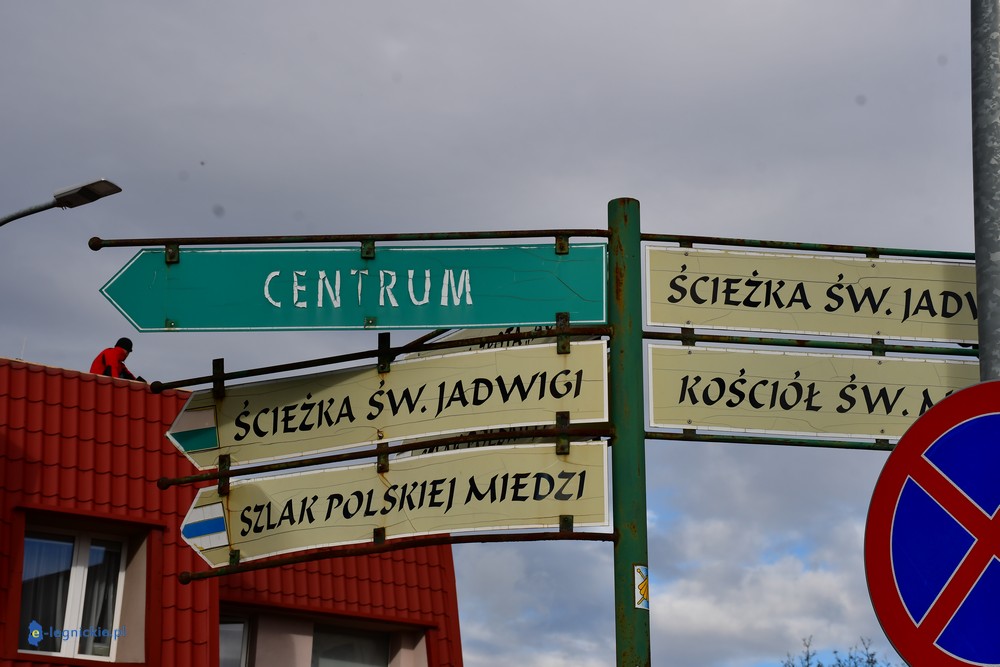 CENTRUM
ŚCIEŻKA ŚW. JADWIGI
SZLAK POLSKIEJ MIEDZI
ŚCIEŻKA ŚW. JADW
KOŚCIÓŁ ŚW.
e-legnickie.pl